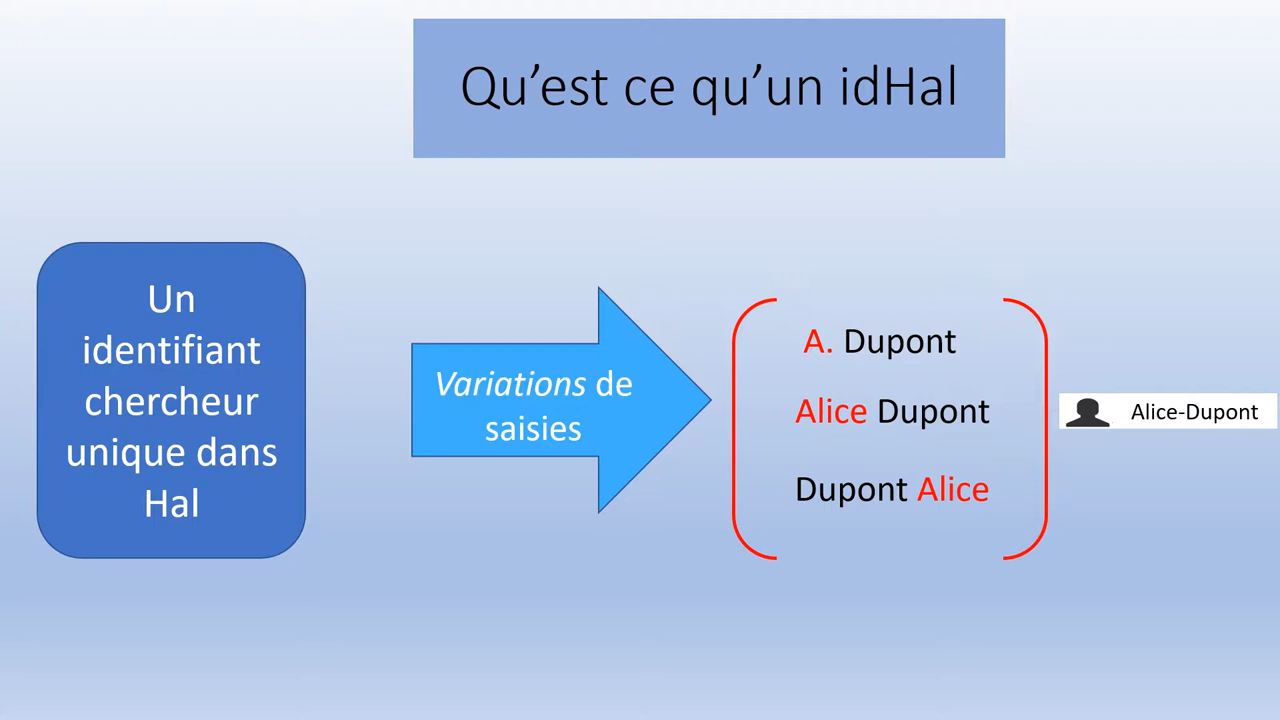 Qu’est ce qu’un idHal
Un
identifiant
chercheur
unique dans
Hal
Variations de
saisies
A. Dupont
Alice Dupont
Dupont Alice
Alice-Dupont